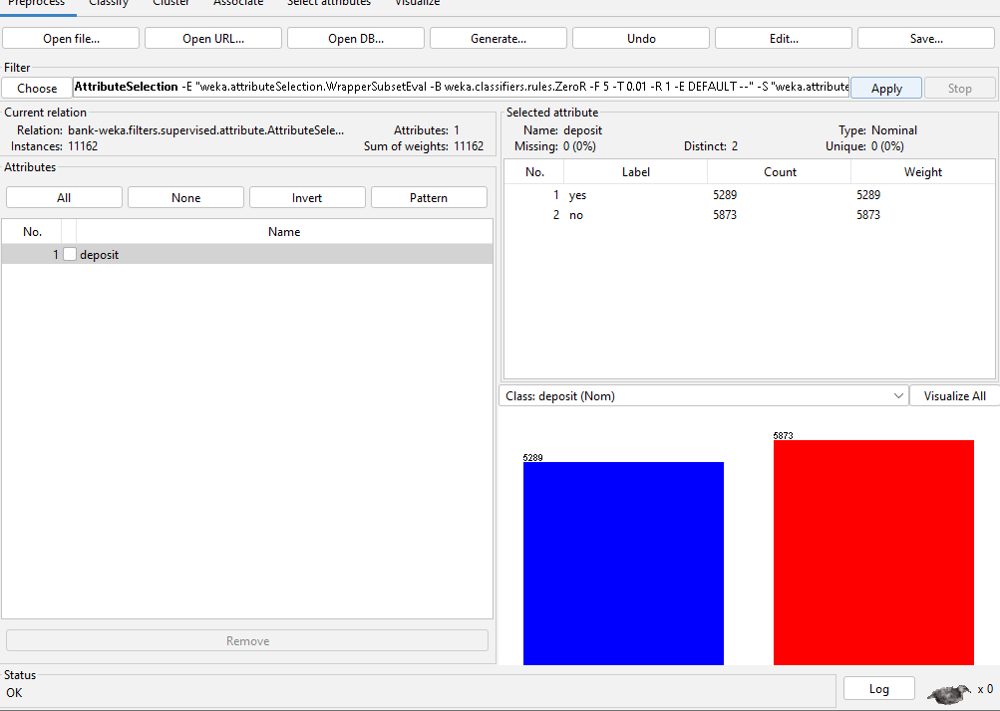 Preprocess Classify Cluster Associate Select attributes Visualize
Open file... Open URL... Open DB... Generate... Undo Edit... Save...
Filter
Choose AttributeSelection -E "weka.attributeSelection.WrapperSubsetEval -B weka.classifiers.rules.ZeroR -F 5 -T 0.01 -R 1 -E DEFAULT --" -S "weka.attribute Apply Stop
Current relation
Relation: bank-weka.filters.supervised.attribute.AttributeSele... Attributes: 1
Instances: 11162 Sum of weights: 11162
Attributes
All None Invert Pattern
No. Name
1 deposit
Remove
Selected attribute
Name: deposit Type: Nominal
Missing: 0 (0%) Distinct: 2 Unique: 0 (0%)
No. Label Count Weight
1 yes 5289 5289
2 no 5873 5873
Class: deposit (Nom) Visualize All
5873
5289
Status
OK
Log x 0